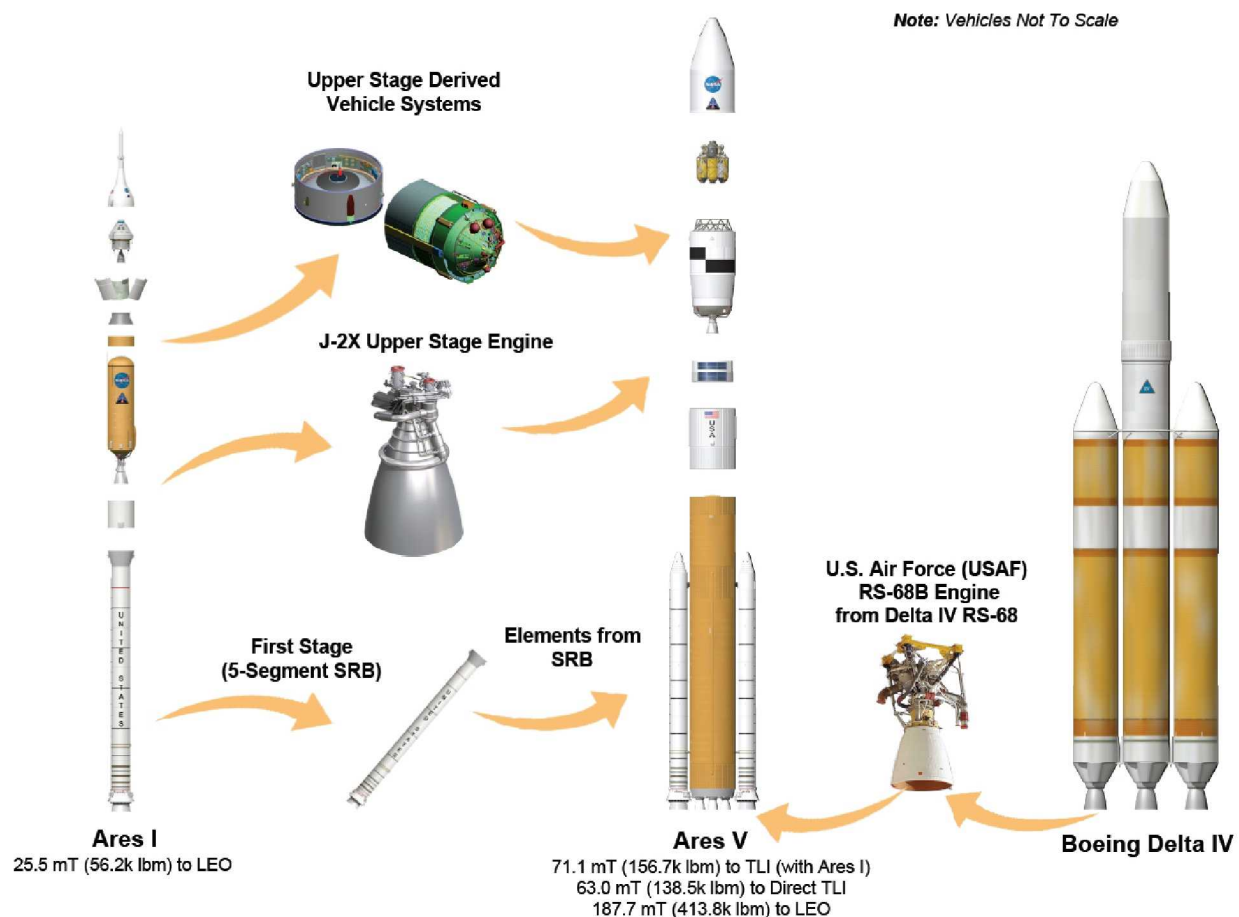 Note: Vehicles Not To Scale
Upper Stage Derived
Vehicle Systems
J-2X Upper Stage Engine
USA
U.S. Air Force (USAF)
RS-68B Engine
from Delta IV RS-68
First Stage
(5-Segment SRB)
Elements from
SRB
UNITED STATES
UNITED STATES
Ares I
25.5 mT (56.2k lbm) to LEO
Ares V
71.1 mT (156.7k lbm) to TLI (with Ares I)
63.0 mT (138.5k lbm) to Direct TLI
187.7 mT (413.8k lbm) to LEO
Boeing Delta IV